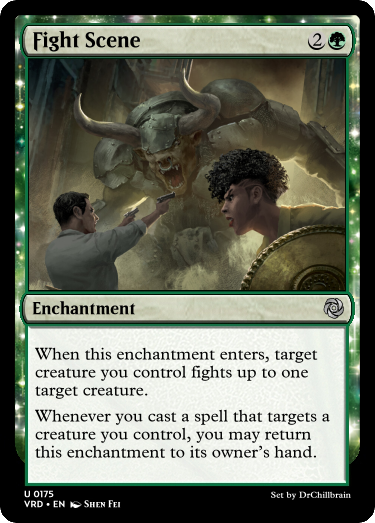 Fight Scene 2
Enchantment
When this enchantment enters, target
creature you control fights up to one
target creature.
Whenever you cast a spell that targets a
creature you control, you may return
this enchantment to its owner's hand.
U 0175
VRD • EN Shen Fei
Set by DrChillbrain